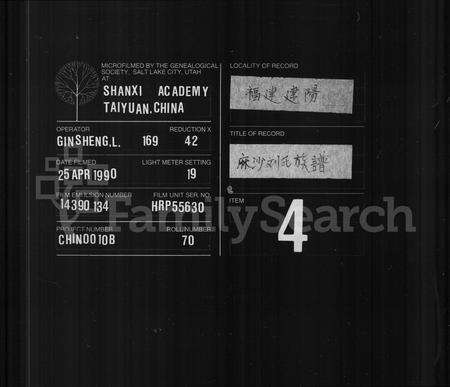 MICROFILMED BY THE GENEALOGICAL
SOCIETY, SALT LAKE CITY, UTAH
AT
SHANXI ACADEMY
TAIYUAN.CHINA
OPERATOR REDUCTION X
GINSHENG,L. 169 42
DATE FILMED LIGHT METER SETTING
25 APR 1990 19
FILM EMULSION NUMBER FILM UNIT SER. NO.
14390 134 HRP55630
PROJECT NUMBER ROLL NUMBER
CHINOO10B 70
LOCALITY OF RECORD
福建建陽
TITLE OF RECORD
麻沙刘氏族譜
ITEM
4
FamilySearch